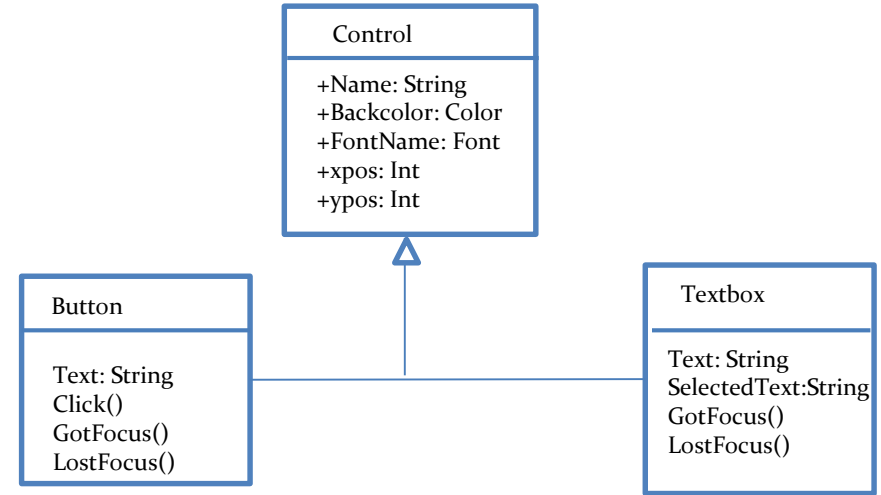 Control
+Name: String
+Backcolor: Color
+FontName: Font
+xpos: Int
+ypos: Int
Button
Text: String
Click()
GotFocus()
LostFocus()
Textbox
Text: String
SelectedText:String
GotFocus()
LostFocus()